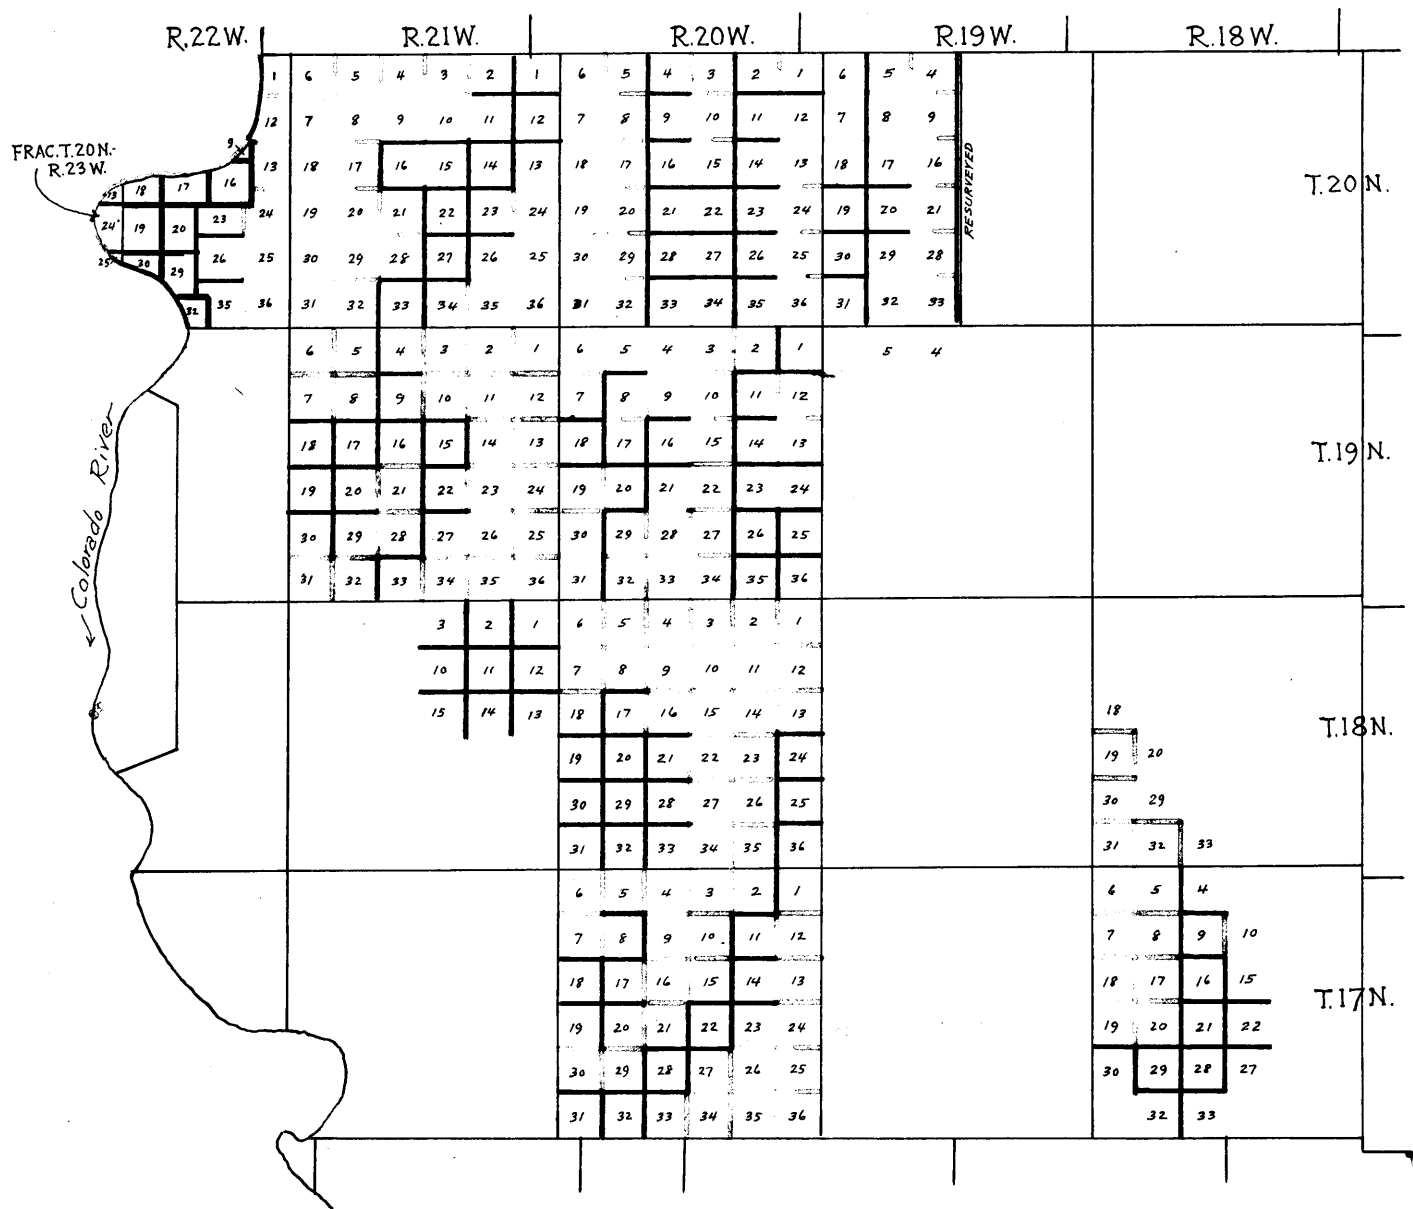 R.22W. R.21W. R.20W. R.19W. R.18W.
1 6 5 4 3 2 1 6 5 4 3 2 1 6 5 4
12 7 8 9 10 11 12 7 8 9 10 11 12 7 8 9
9
FRAC. T. 20 N.-
R. 23 W.
16 13 18 17 16 15 14 13 18 17 16 15 14 13 18 17 16
18 17 16
RESURVEYED
T.20 N.
24 19 20 23 24 19 20 21 22 23 24 19 20 21 22 23 24 19 20 21
25 30 29 26 25 30 29 28 27 26 25 30 29 28 27 26 25 30 29 28
32 35 36 31 32 33 34 35 36 31 32 33 34 35 36 31 32 33
6 5 4 3 2 1 6 5 4 3 2 1 5 4
7 8 9 10 11 12 7 8 9 10 11 12
18 17 16 15 14 13 18 17 16 15 14 13
T.19 N.
19 20 21 22 23 24 19 20 21 22 23 24
← Colorado River
30 29 28 27 26 25 30 29 28 27 26 25
31 32 33 34 35 36 31 32 33 34 35 36
3 2 1 6 5 4 3 2 1
10 11 12 7 8 9 10 11 12
15 14 13 18 17 16 15 14 13 18
T.18 N.
19 20 21 22 23 24 19 20
30 29 28 27 26 25 30 29
31 32 33 34 35 36 31 32 33
6 5 4 3 2 1 6 5 4
7 8 9 10 11 12 7 8 9 10
18 17 16 15 14 13 18 17 16 15
T.17 N.
19 20 21 22 23 24 19 20 21 22
30 29 28 27 26 25 30 29 28 27
31 32 33 34 35 36 32 33